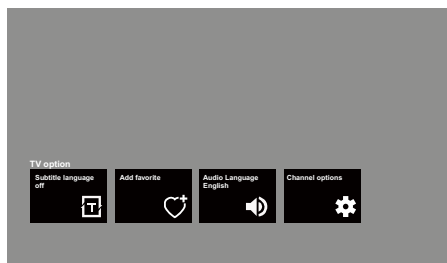 TV option
Subtitle language
off
T
Add favorite
Audio Language
English
Channel options